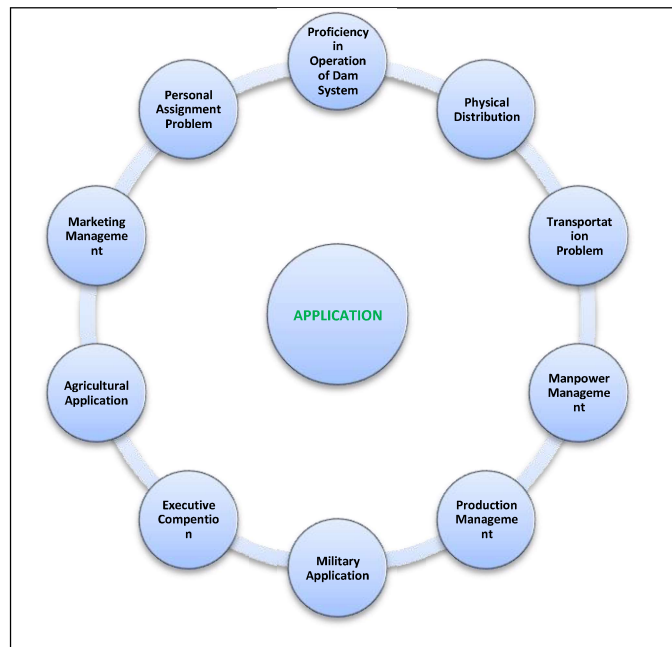 Proficiency
in
Operation
of Dam
System
Physical
Distribution
Transportat
ion
Problem
Manpower
Manageme
nt
Production
Manageme
nt
Military
Application
Executive
Compentio
n
Agricultural
Application
Marketing
Manageme
nt
Personal
Assignment
Problem
APPLICATION